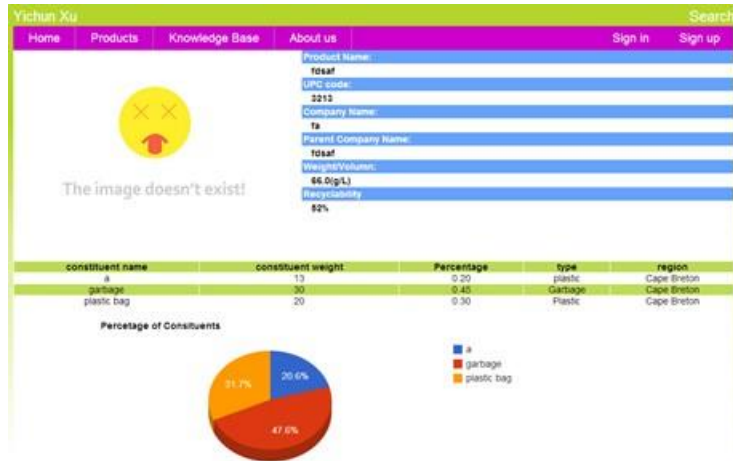 Yichun Xu Search
Home Products Knowledge Base About us Sign in Sign up
Product Name:
fdsaf
UPC code:
3213
Company Name:
fa
Parent Company Name:
fdsaf
Weight/Volumn:
66.0(g/L)
Recyclability
52%
The image doesn't exist!
constituent name constituent weight Percentage type region
a 13 0.20 plastic Cape Breton
garbage 30 0.45 Garbage Cape Breton
plastic bag 20 0.30 Plastic Cape Breton
Percetage of Consituents
a
garbage
plastic bag
31.7% 20.6%
47.6%